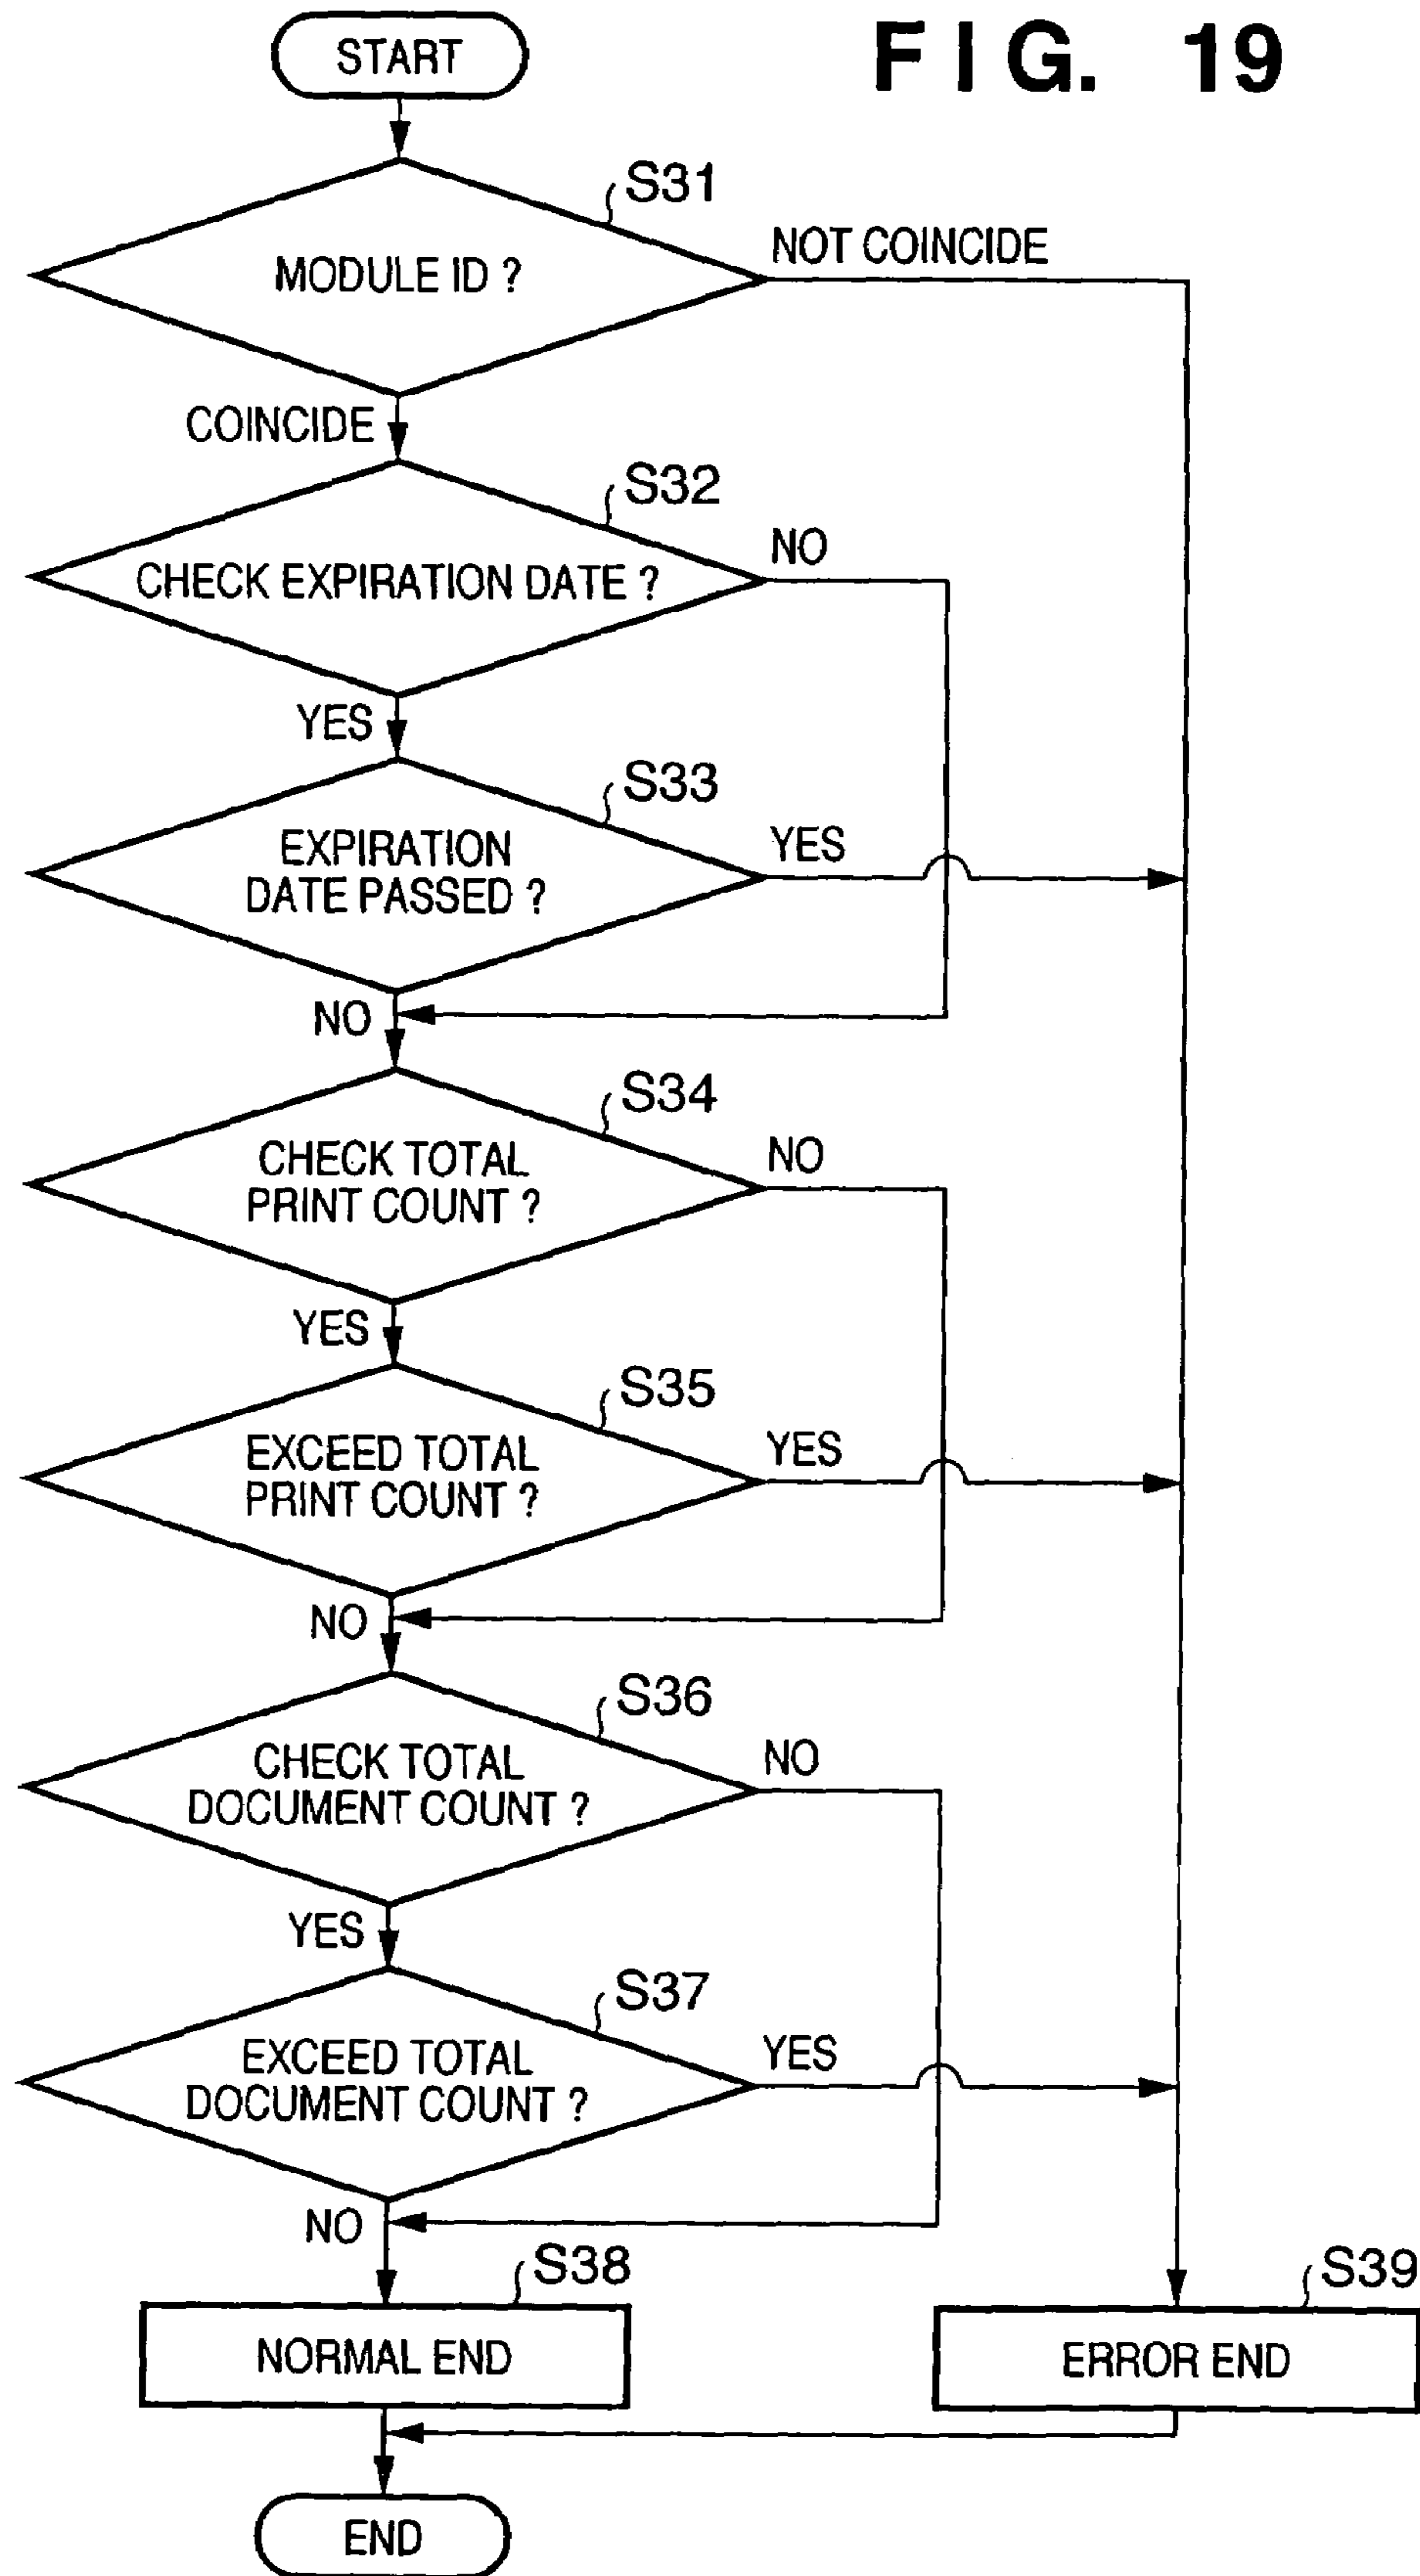 FIG. 19
START
S31
MODULE ID ?
NOT COINCIDE
COINCIDE
S32
CHECK EXPIRATION DATE ?
NO
YES
S33
EXPIRATION
DATE PASSED ?
YES
NO
S34
CHECK TOTAL
PRINT COUNT ?
NO
YES
S35
EXCEED TOTAL
PRINT COUNT ?
YES
NO
S36
CHECK TOTAL
DOCUMENT COUNT ?
NO
YES
S37
EXCEED TOTAL
DOCUMENT COUNT ?
YES
NO
S38
NORMAL END
S39
ERROR END
END